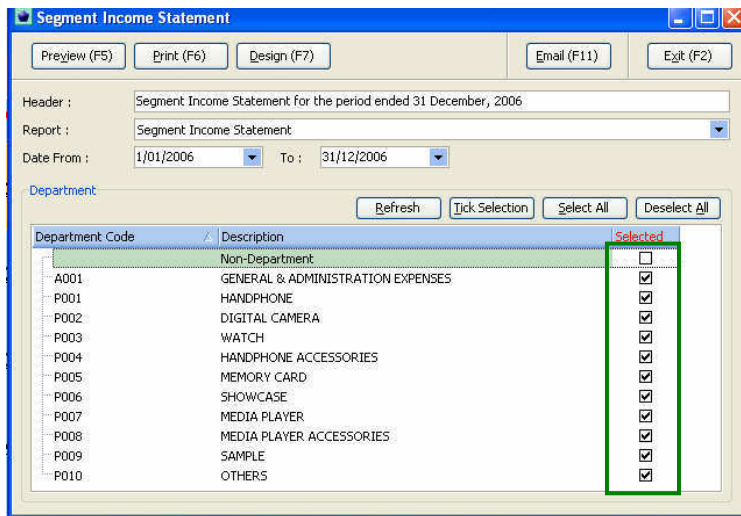 Segment Income Statement
Preview (F5) Print (F6) Design (F7) Email (F11) Exit (F2)
Header : Segment Income Statement for the period ended 31 December, 2006
Report : Segment Income Statement
Date From : 1/01/2006 To : 31/12/2006
Department
Refresh Tick Selection Select All Deselect All
Department Code Description Selected
Non-Department
A001 GENERAL & ADMINISTRATION EXPENSES
P001 HANDPHONE
P002 DIGITAL CAMERA
P003 WATCH
P004 HANDPHONE ACCESSORIES
P005 MEMORY CARD
P006 SHOWCASE
P007 MEDIA PLAYER
P008 MEDIA PLAYER ACCESSORIES
P009 SAMPLE
P010 OTHERS